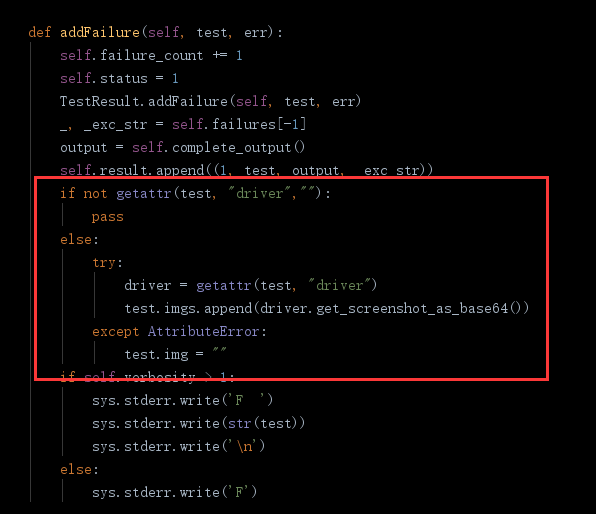 def addFailure(self, test, err):
    self.failure_count += 1
    self.status = 1
    TestResult.addFailure(self, test, err)
    _, _exc_str = self.failures[-1]
    output = self.complete_output()
    self.result.append((1, test, output, _exc_str))
    if not getattr(test, "driver",""):
        pass
    else:
        try:
            driver = getattr(test, "driver")
            test.imgs.append(driver.get_screenshot_as_base64())
        except AttributeError:
            test.img = ""
    if self.verbosity > 1:
        sys.stderr.write('F  ')
        sys.stderr.write(str(test))
        sys.stderr.write('\n')
    else:
        sys.stderr.write('F')